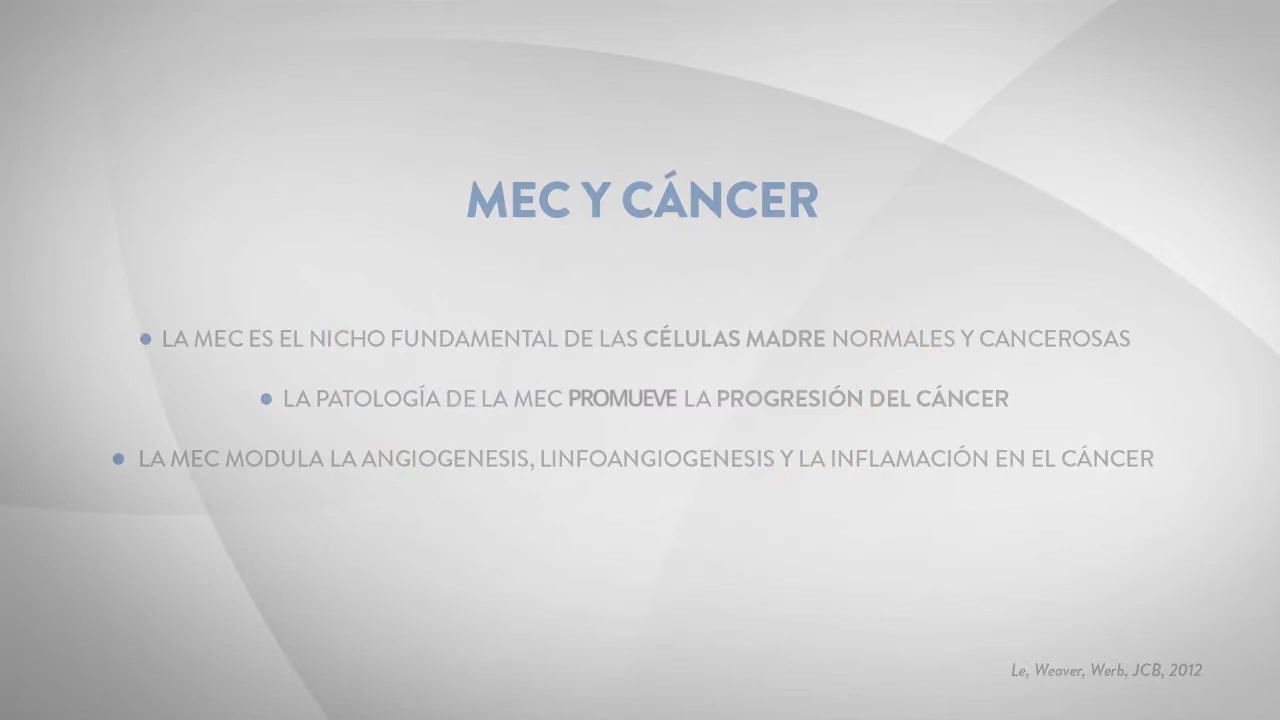 MEC Y CÁNCER
• LA MEC ES EL NICHO FUNDAMENTAL DE LAS CÉLULAS MADRE NORMALES Y CANCEROSAS
• LA PATOLOGÍA DE LA MEC PROMUEVE LA PROGRESIÓN DEL CÁNCER
• LA MEC MODULA LA ANGIOGENESIS, LINFOANGIOGENESIS Y LA INFLAMACIÓN EN EL CÁNCER
Le, Weaver, Werb, JCB, 2012